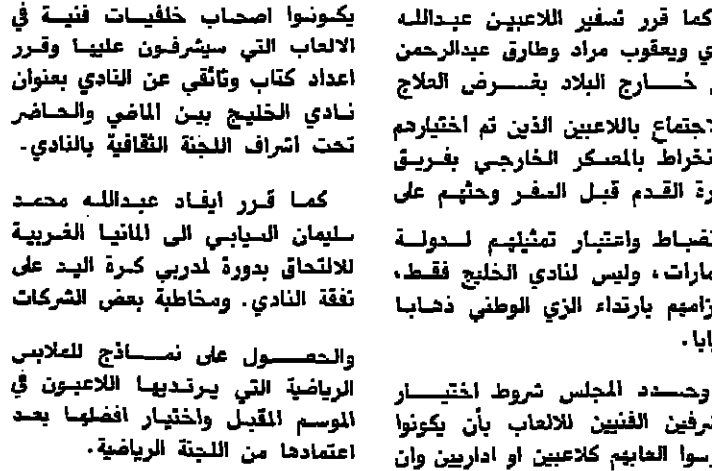 كما قرر تسفير اللاعبين عبدالله
ويعقوب مراد وطارق عبدالرحمن
خارج البلاد بغرض العلاج
باللاعبين الذين تم اختيارهم
بالمعسكر الخارجي بفريق
القدم قبل السفر وحثهم على
واعتبار تمثيلهم لدولة
وليس لنادي الخليج فقط،
بارتداء الزي الوطني ذهابا
وحدد المجلس شروط اختيار
الفنيين للالعاب بأن يكونوا
العابهم كلاعبين او اداريين وان
يكونوا اصحاب خلفيات فنية في
الالعاب التي سيشرفون عليها وقرر
اعداد كتاب وثائقي عن النادي بعنوان
نادي الخليج بين الماضي والحاضر
تحت اشراف اللجنة الثقافية بالنادي.
كما قرر ايفاد عبدالله محمد
سليمان السيابي الى المانيا الغربية
للالتحاق بدورة لمدربي كرة اليد على
نفقة النادي. ومخاطبة بعض الشركات
والحصول على نماذج للملابس
الرياضية التي يرتديها اللاعبون في
الموسم المقبل واختيار افضلها بعد
اعتمادها من اللجنة الرياضية.